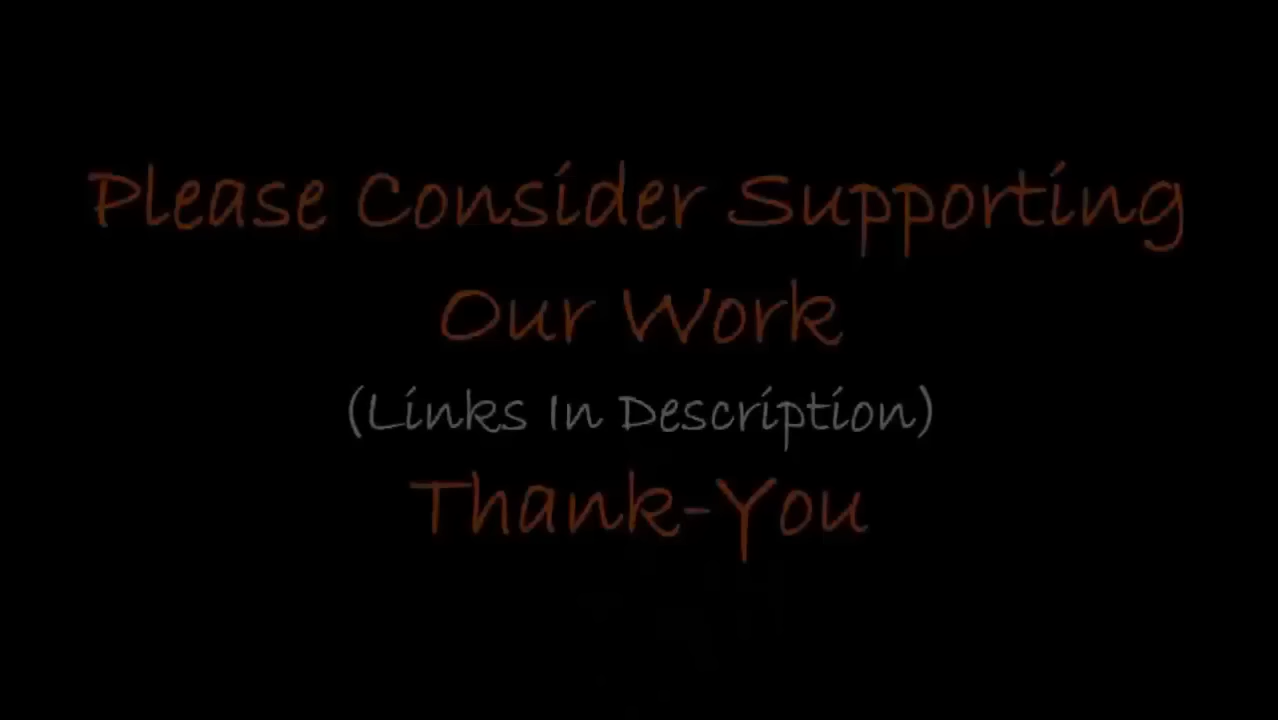 Please Consider Supporting
Our Work
(Links In Description)
Thank-You